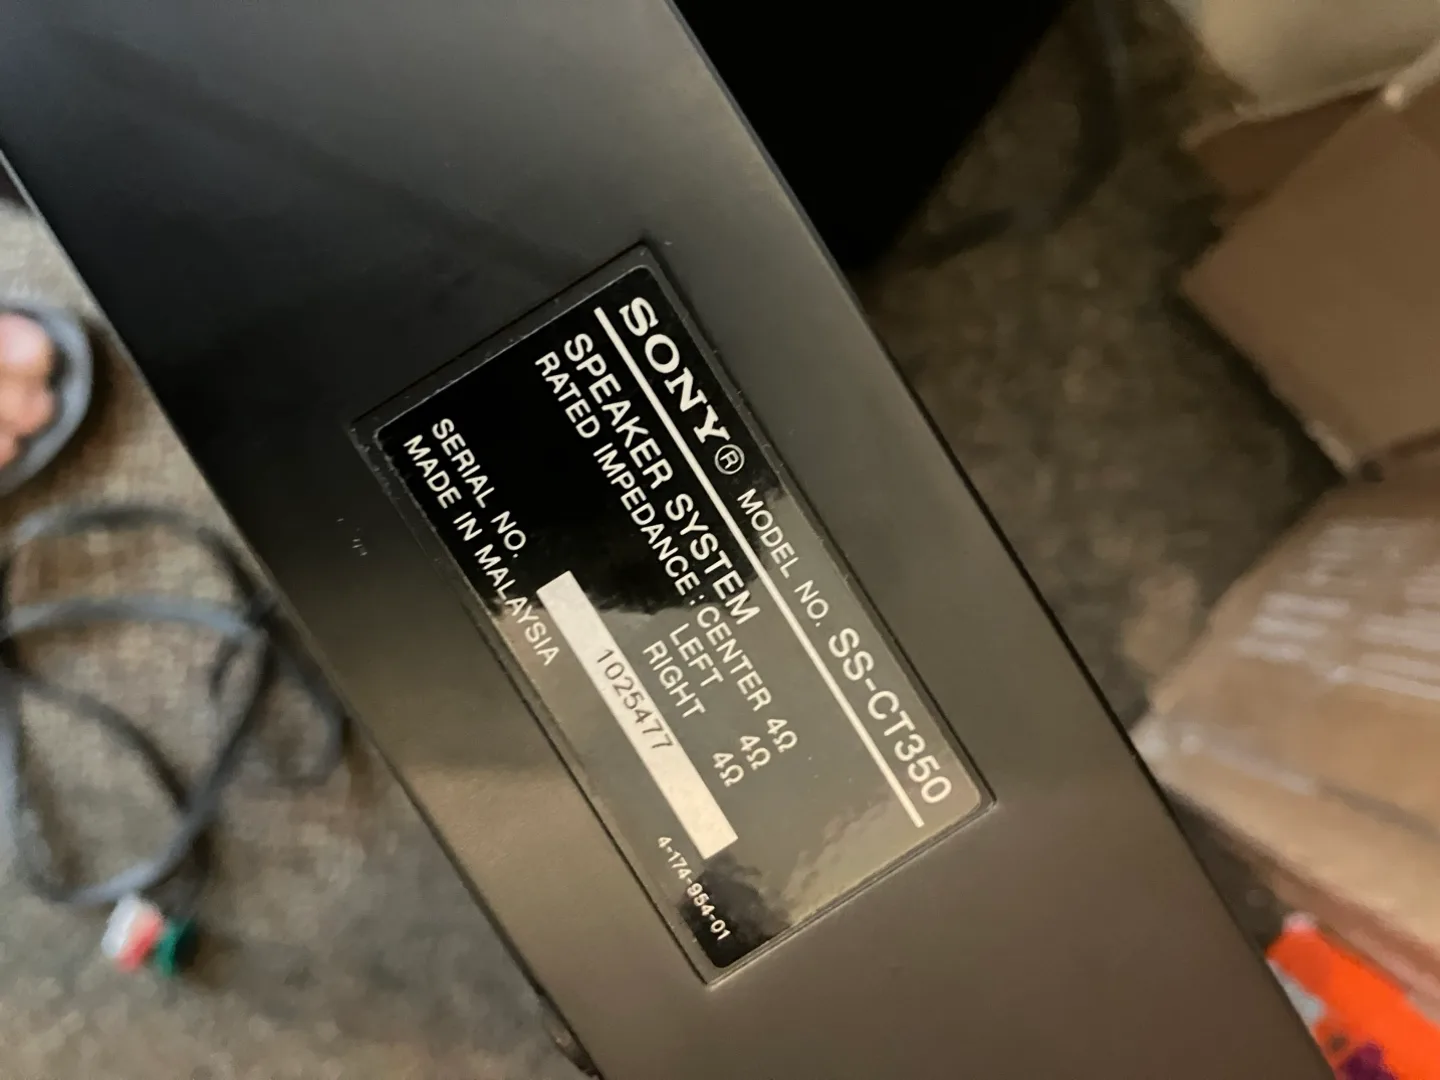 SONY® MODEL NO. SS-CT350
SPEAKER SYSTEM
RATED IMPEDANCE : CENTER 4Ω
LEFT 4Ω
RIGHT 4Ω
SERIAL NO. 1025477
MADE IN MALAYSIA
4-174-954-01